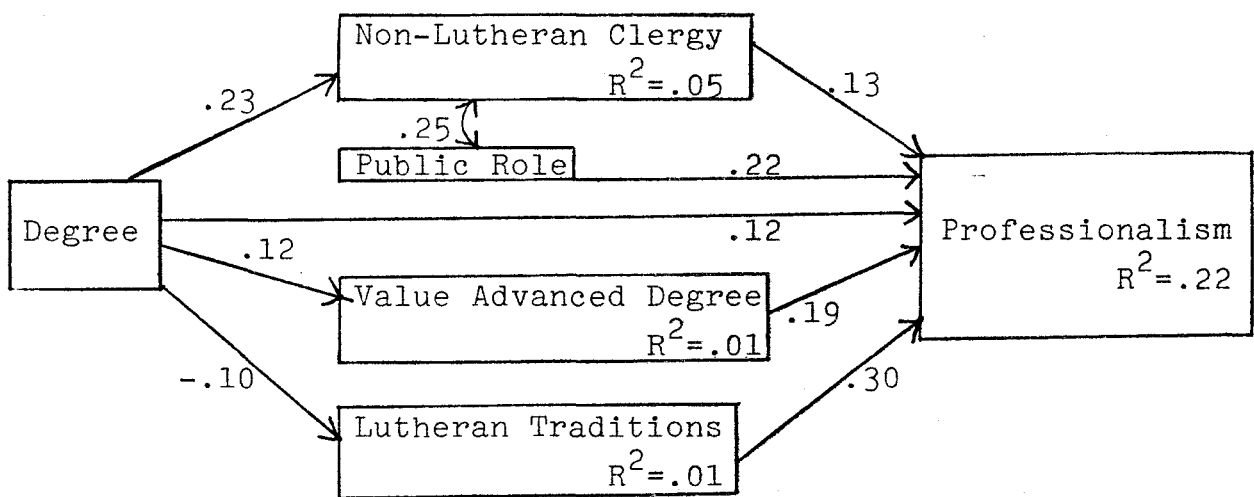 Non-Lutheran Clergy
R²=.05
.23
.13
.25
Public Role
.22
Degree
.12
Professionalism
R²=.22
.12
Value Advanced Degree
R²=.01
.19
-.10
.30
Lutheran Traditions
R²=.01